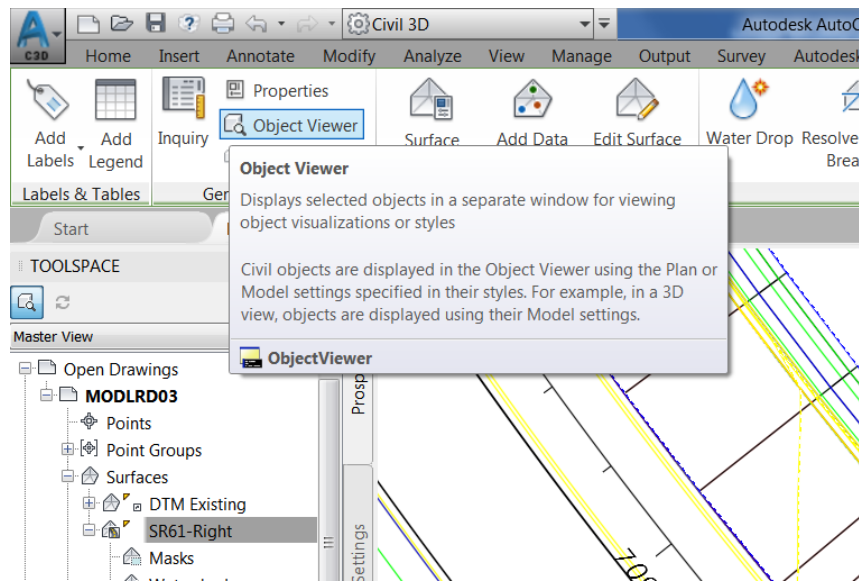 C3D
Civil 3D
Autodesk AutoC
Home Insert Annotate Modify Analyze View Manage Output Survey Autodesk
Add Labels
Add Legend
Inquiry
Properties
Object Viewer
Surface
Add Data
Edit Surface
Water Drop
Resolve
Brea
Labels & Tables
Ge
Object Viewer
Displays selected objects in a separate window for viewing
object visualizations or styles
Civil objects are displayed in the Object Viewer using the Plan or
Model settings specified in their styles. For example, in a 3D
view, objects are displayed using their Model settings.
ObjectViewer
Start
TOOLSPACE
Master View
Open Drawings
MODLRD03
Points
Point Groups
Surfaces
DTM Existing
SR61-Right
Masks
Prosp
Settings